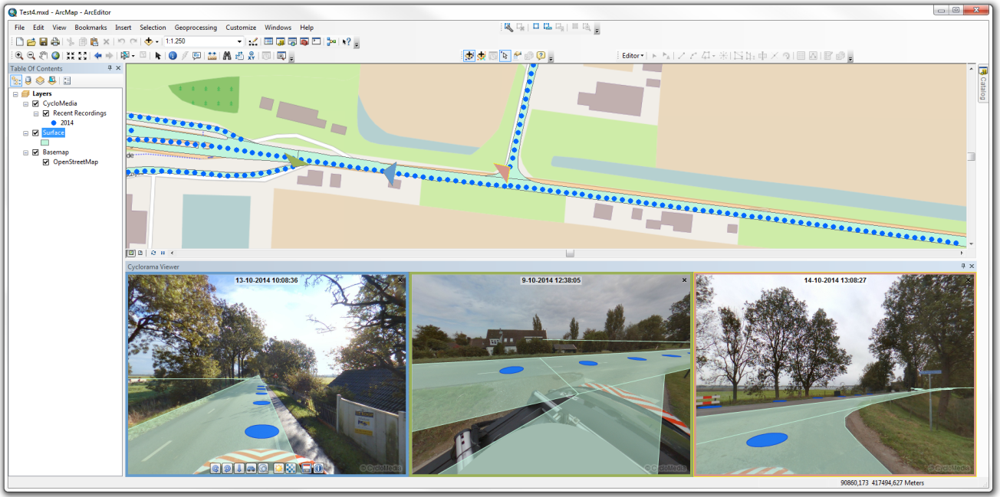 Test4.mxd - ArcMap - ArcEditor
File Edit View Bookmarks Insert Selection Geoprocessing Customize Windows Help
1:1.250
Editor
Table Of Contents
Layers
CycloMedia
Recent Recordings
2014
Surface
Basemap
OpenStreetMap
Catalog
Cyclorama Viewer
13-10-2014 10:08:36
9-10-2014 12:38:05
14-10-2014 13:08:27
© CycloMedia
© CycloMedia
© CycloMedia
90860,173 417494,627 Meters